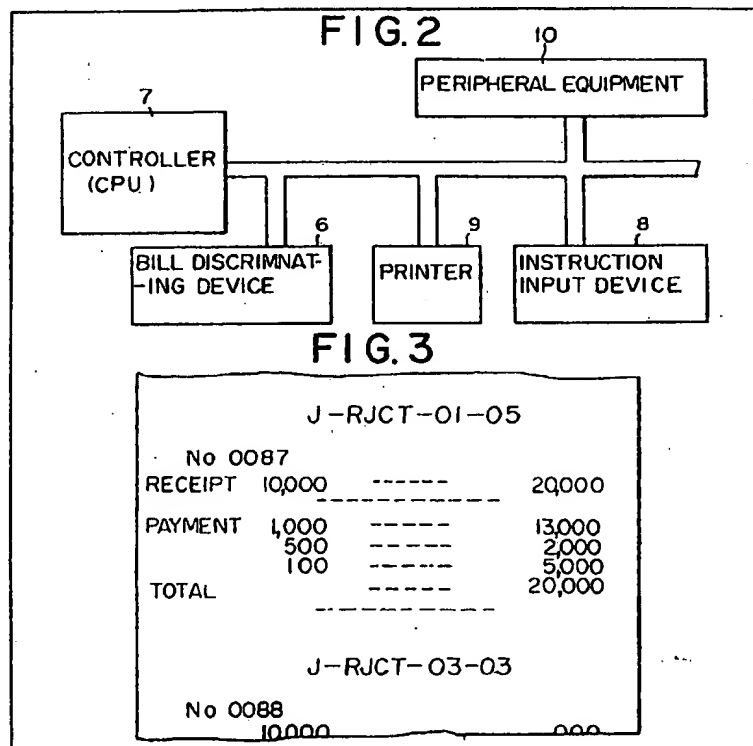 FIG.2
10
PERIPHERAL EQUIPMENT
7
CONTROLLER
(CPU)
6
BILL DISCRIMNAT-
-ING DEVICE
9
PRINTER
8
INSTRUCTION
INPUT DEVICE
FIG.3
J-RJCT-01-05
No 0087
RECEIPT 10,000 ----- 20,000
PAYMENT 1,000 ----- 13,000
500 ----- 2,000
100 ----- 5,000
TOTAL ----- 20,000
J-RJCT-03-03
No 0088
10,000